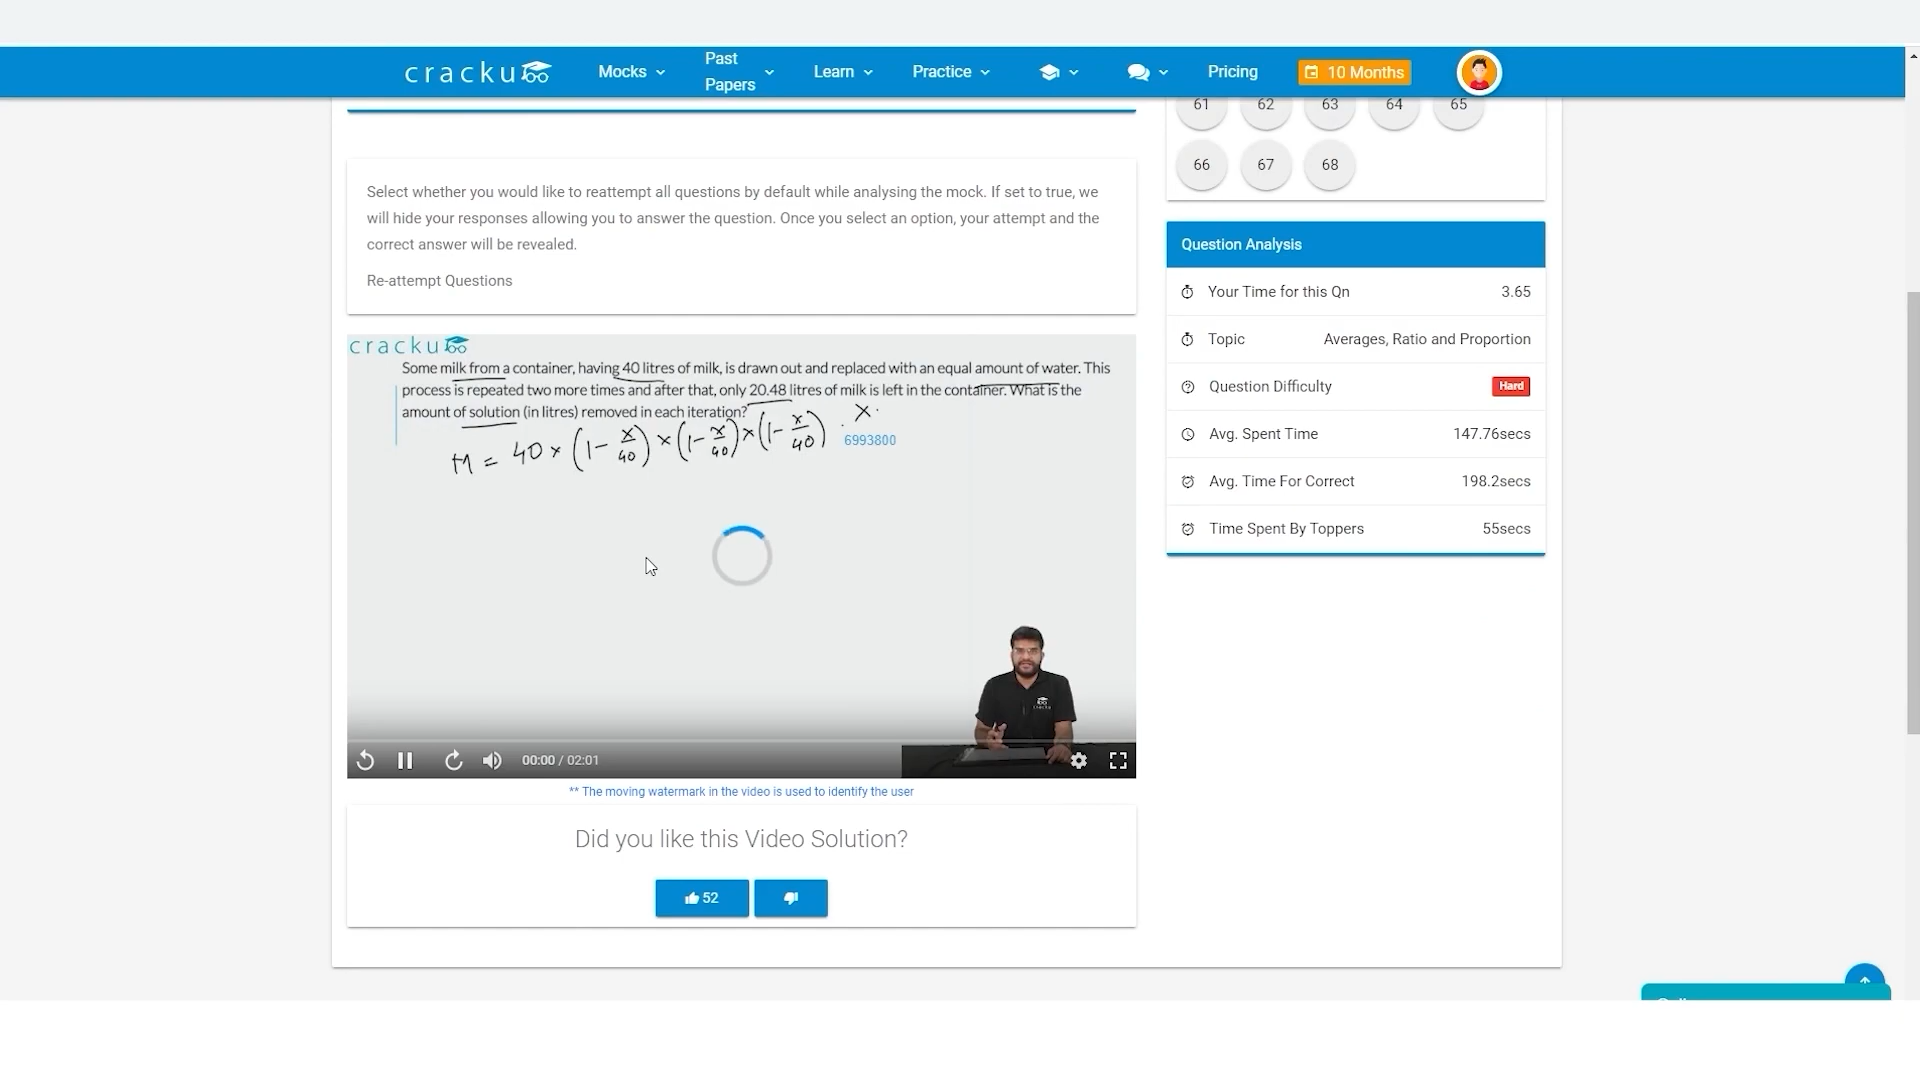 cracku
Mocks
Past Papers
Learn
Practice
Pricing
10 Months
61 62 63 64 65
66 67 68
Select whether you would like to reattempt all questions by default while analysing the mock. If set to true, we
will hide your responses allowing you to answer the question. Once you select an option, your attempt and the
correct answer will be revealed.
Re-attempt Questions
Question Analysis
Your Time for this Qn 3.65
Topic Averages, Ratio and Proportion
Question Difficulty Hard
Avg. Spent Time 147.76secs
Avg. Time For Correct 198.2secs
Time Spent By Toppers 55secs
cracku
Some milk from a container, having 40 litres of milk, is drawn out and replaced with an equal amount of water. This
process is repeated two more times and after that, only 20.48 litres of milk is left in the container. What is the
amount of solution (in litres) removed in each iteration? x.
M = 40 × (1 - x/40) × (1 - x/40) × (1 - x/40)
6993800
cracku
00:00 / 02:01
** The moving watermark in the video is used to identify the user
Did you like this Video Solution?
52